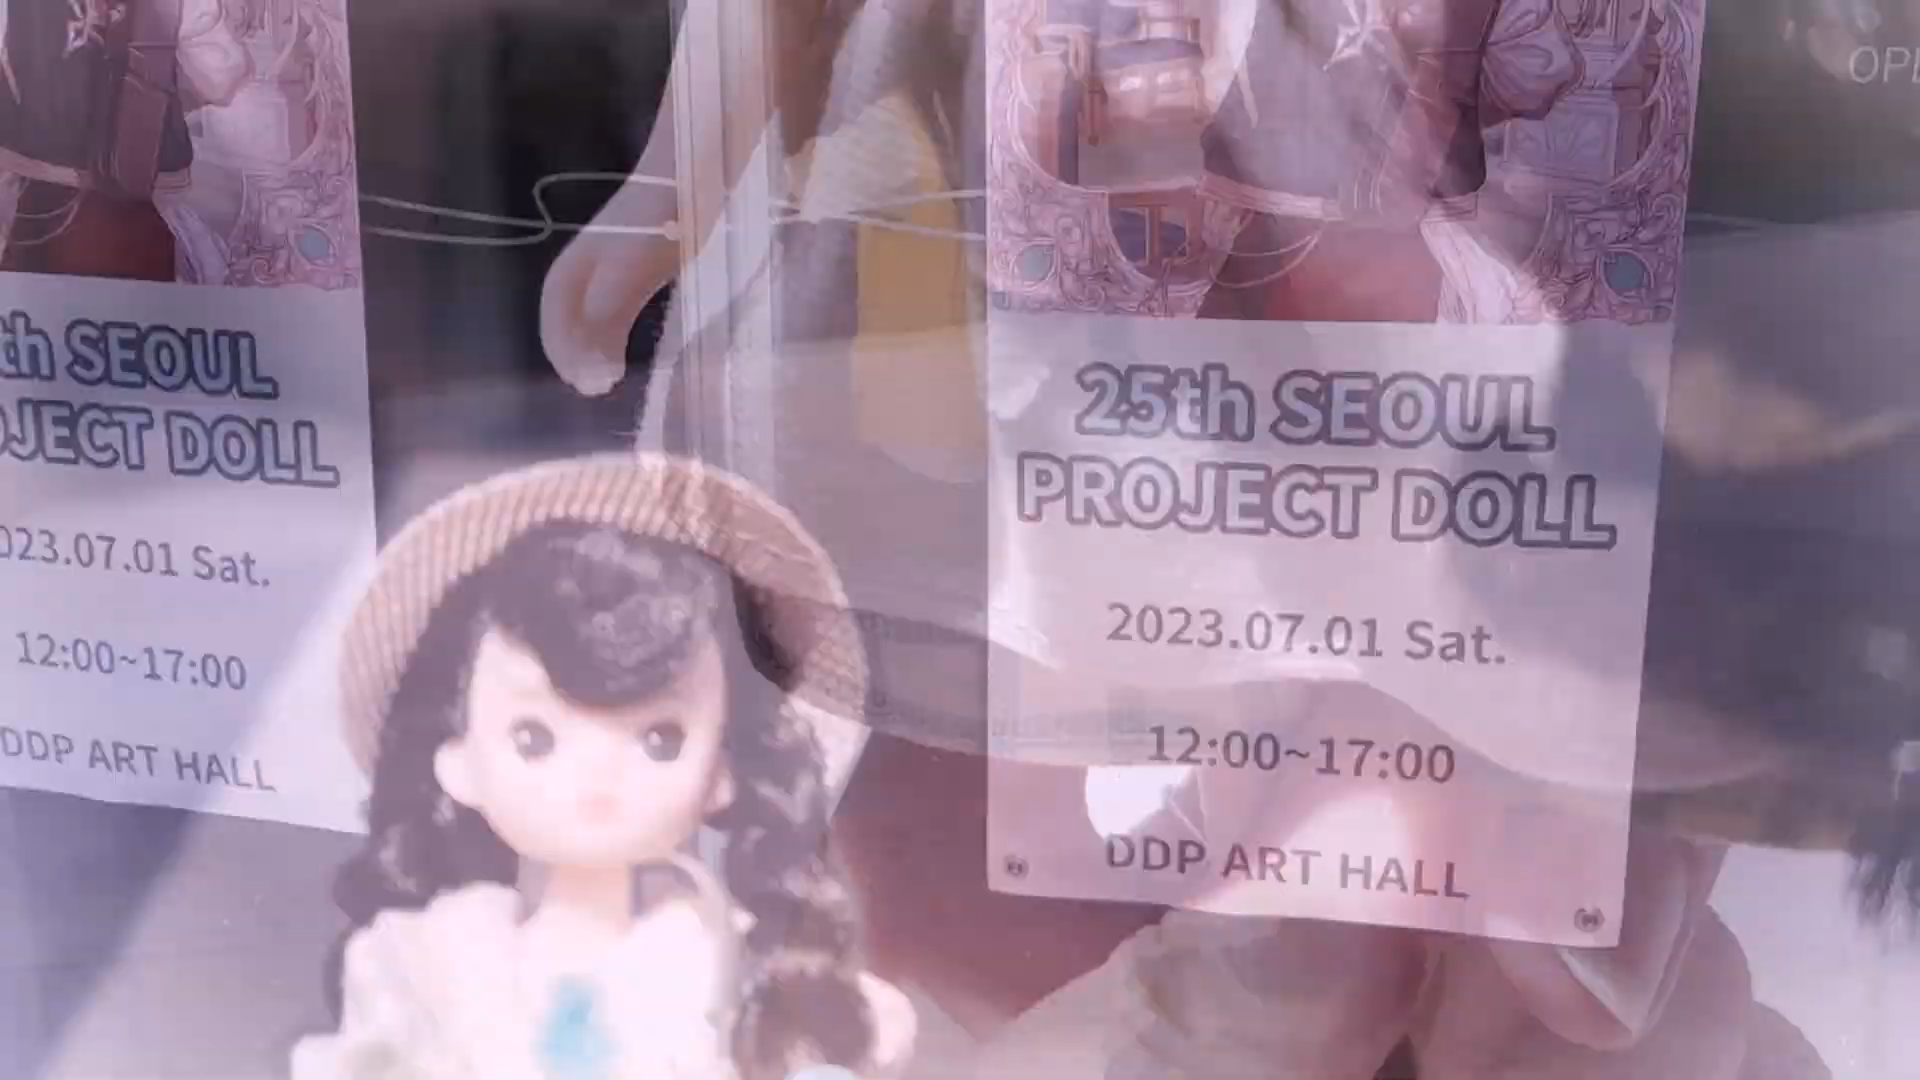 th SEOUL
OJECT DOLL
023.07.01 Sat.
12:00~17:00
DDP ART HALL
25th SEOUL
PROJECT DOLL
2023.07.01 Sat.
12:00~17:00
DDP ART HALL
OPE